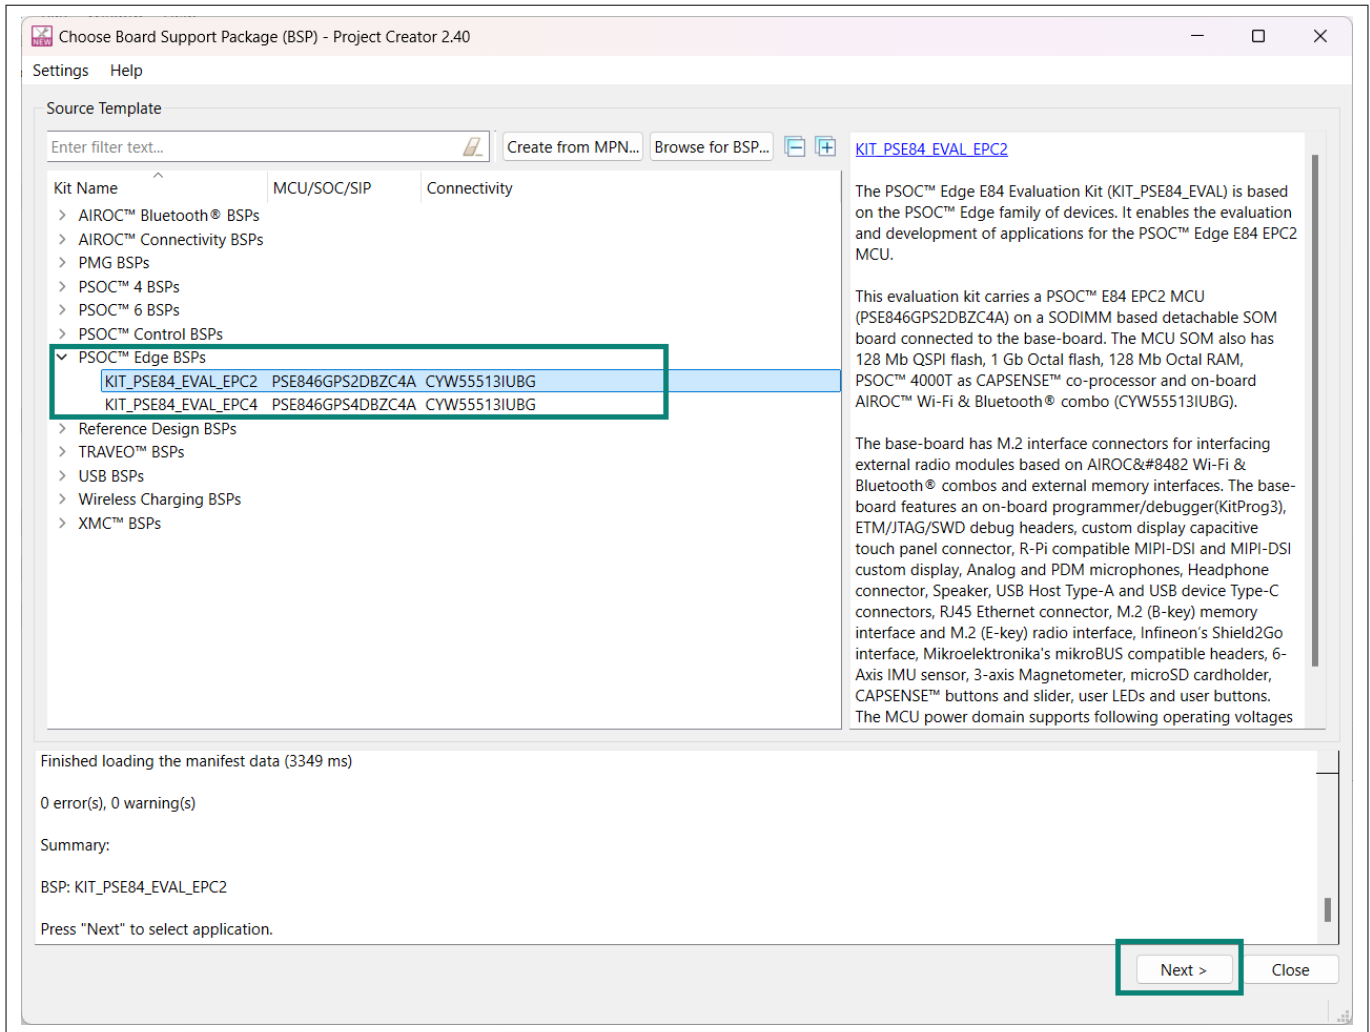 Choose Board Support Package (BSP) - Project Creator 2.40
Settings Help
Source Template
Enter filter text...
Create from MPN...
Browse for BSP...
Kit Name MCU/SOC/SIP Connectivity
AIROC™ Bluetooth® BSPs
AIROC™ Connectivity BSPs
PMG BSPs
PSOC™ 4 BSPs
PSOC™ 6 BSPs
PSOC™ Control BSPs
PSOC™ Edge BSPs
KIT_PSE84_EVAL_EPC2 PSE846GPS2DBZC4A CYW55513IUBG
KIT_PSE84_EVAL_EPC4 PSE846GPS4DBZC4A CYW55513IUBG
Reference Design BSPs
TRAVEO™ BSPs
USB BSPs
Wireless Charging BSPs
XMC™ BSPs
KIT_PSE84_EVAL_EPC2
The PSOC™ Edge E84 Evaluation Kit (KIT_PSE84_EVAL) is based
on the PSOC™ Edge family of devices. It enables the evaluation
and development of applications for the PSOC™ Edge E84 EPC2
MCU.
This evaluation kit carries a PSOC™ E84 EPC2 MCU
(PSE846GPS2DBZC4A) on a SODIMM based detachable SOM
board connected to the base-board. The MCU SOM also has
128 Mb QSPI flash, 1 Gb Octal flash, 128 Mb Octal RAM,
PSOC™ 4000T as CAPSENSE™ co-processor and on-board
AIROC™ Wi-Fi & Bluetooth® combo (CYW55513IUBG).
The base-board has M.2 interface connectors for interfacing
external radio modules based on AIROC&#8482 Wi-Fi &
Bluetooth® combos and external memory interfaces. The base-
board features an on-board programmer/debugger(KitProg3),
ETM/JTAG/SWD debug headers, custom display capacitive
touch panel connector, R-Pi compatible MIPI-DSI and MIPI-DSI
custom display, Analog and PDM microphones, Headphone
connector, Speaker, USB Host Type-A and USB device Type-C
connectors, RJ45 Ethernet connector, M.2 (B-key) memory
interface and M.2 (E-key) radio interface, Infineon's Shield2Go
interface, Mikroelektronika's mikroBUS compatible headers, 6-
Axis IMU sensor, 3-axis Magnetometer, microSD cardholder,
CAPSENSE™ buttons and slider, user LEDs and user buttons.
The MCU power domain supports following operating voltages
Finished loading the manifest data (3349 ms)
0 error(s), 0 warning(s)
Summary:
BSP: KIT_PSE84_EVAL_EPC2
Press "Next" to select application.
Next >
Close